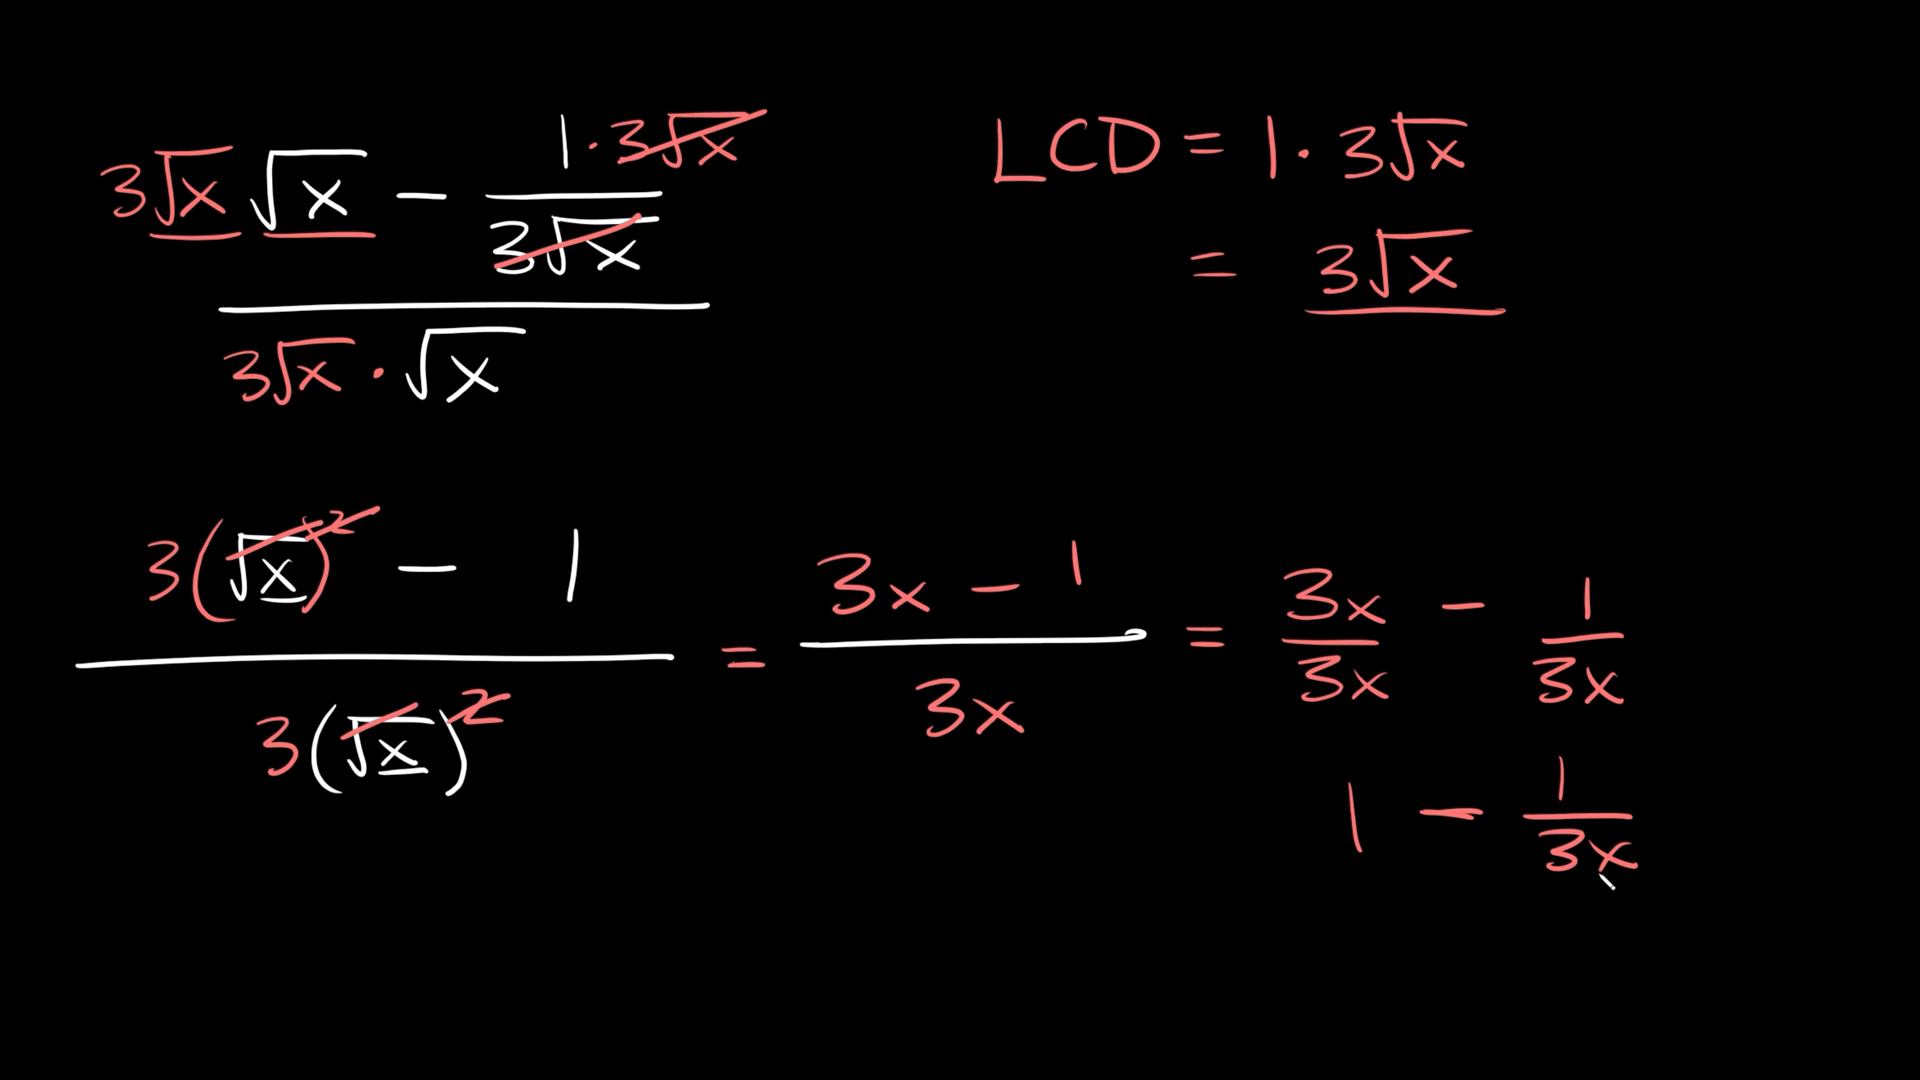 3√x √x − (1 · 3√x)/(3√x)
3√x · √x
LCD = 1 · 3√x
= 3√x
(3(√x)² − 1)/(3(√x)²) = (3x − 1)/(3x) = 3x/3x − 1/3x
1 − 1/3x